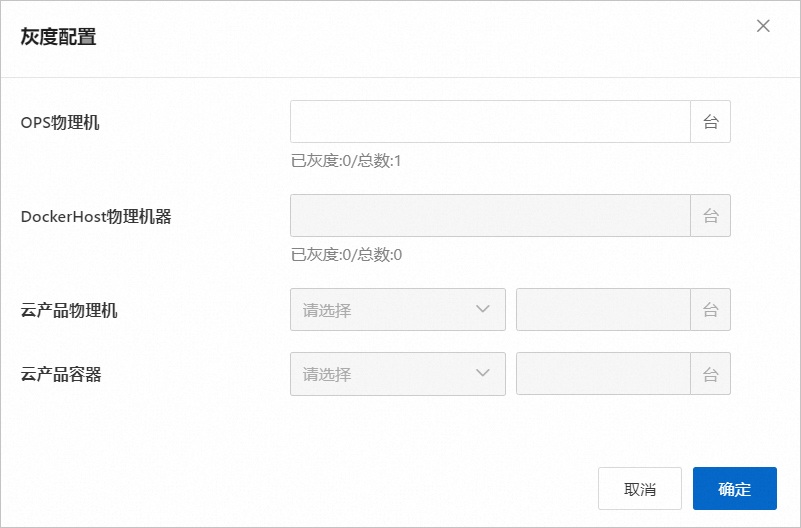 灰度配置
OPS物理机
台
已灰度:0/总数:1
DockerHost物理机器
台
已灰度:0/总数:0
云产品物理机
请选择
台
云产品容器
请选择
台
取消
确定